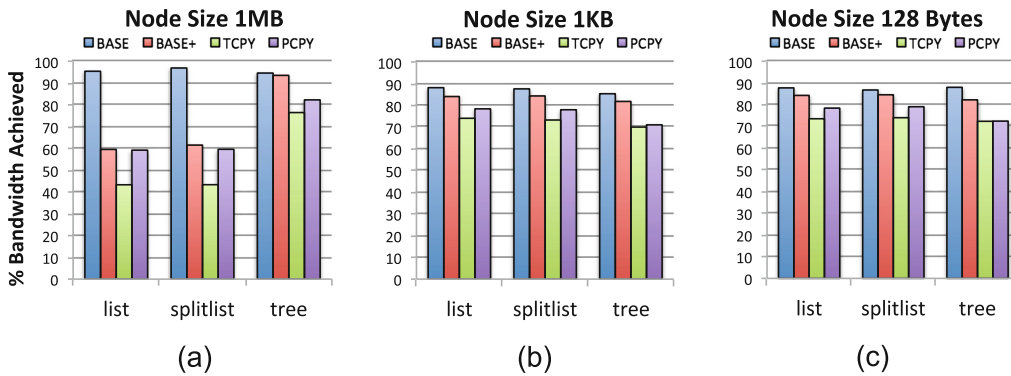 Node Size 1MB
BASE BASE+ TCPY PCPY
% Bandwidth Achieved
100
90
80
70
60
50
40
30
20
10
0
list splitlist tree
(a)
Node Size 1KB
BASE BASE+ TCPY PCPY
100
90
80
70
60
50
40
30
20
10
0
list splitlist tree
(b)
Node Size 128 Bytes
BASE BASE+ TCPY PCPY
100
90
80
70
60
50
40
30
20
10
0
list splitlist tree
(c)